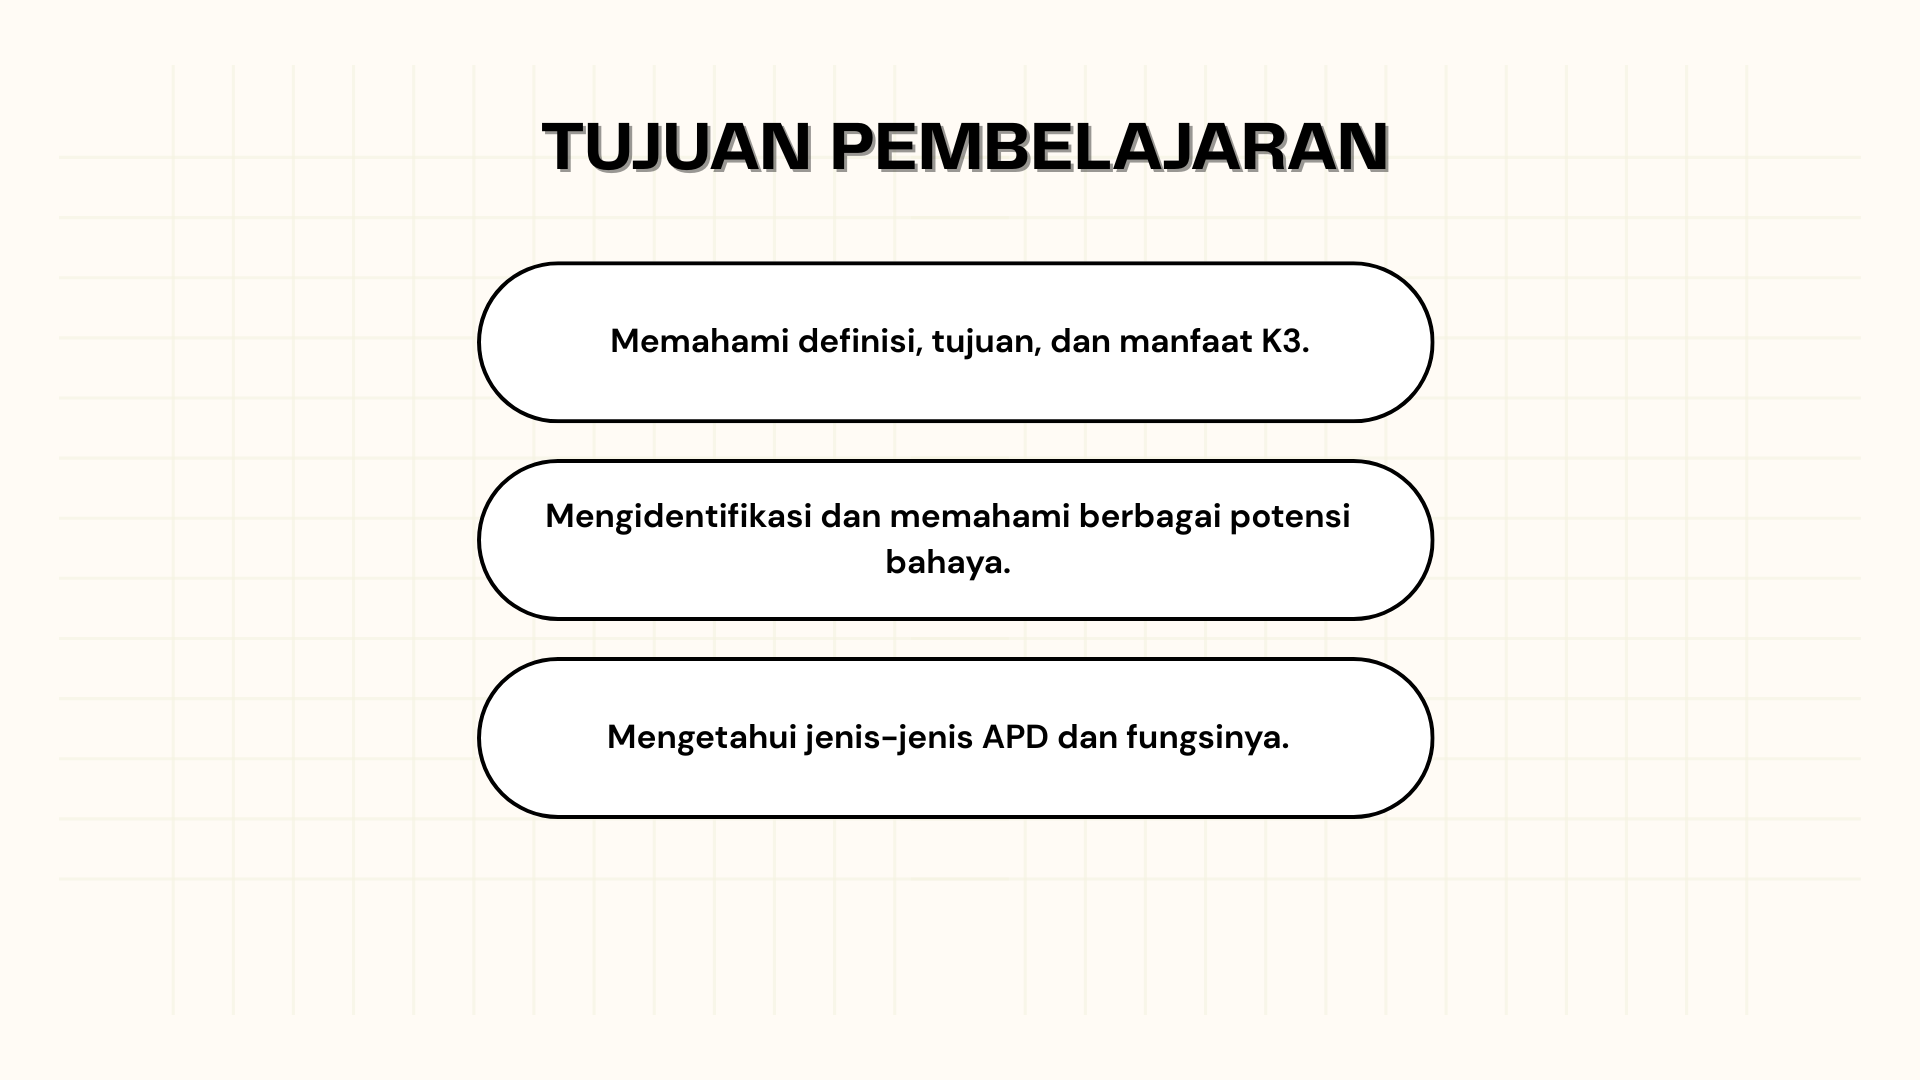 TUJUAN PEMBELAJARAN
Memahami definisi, tujuan, dan manfaat K3.
Mengidentifikasi dan memahami berbagai potensi
bahaya.
Mengetahui jenis-jenis APD dan fungsinya.